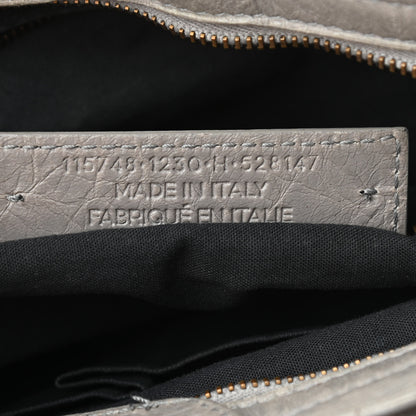 115748·1230·H·528147
MADE IN ITALY
FABRIQUÉ EN ITALIE